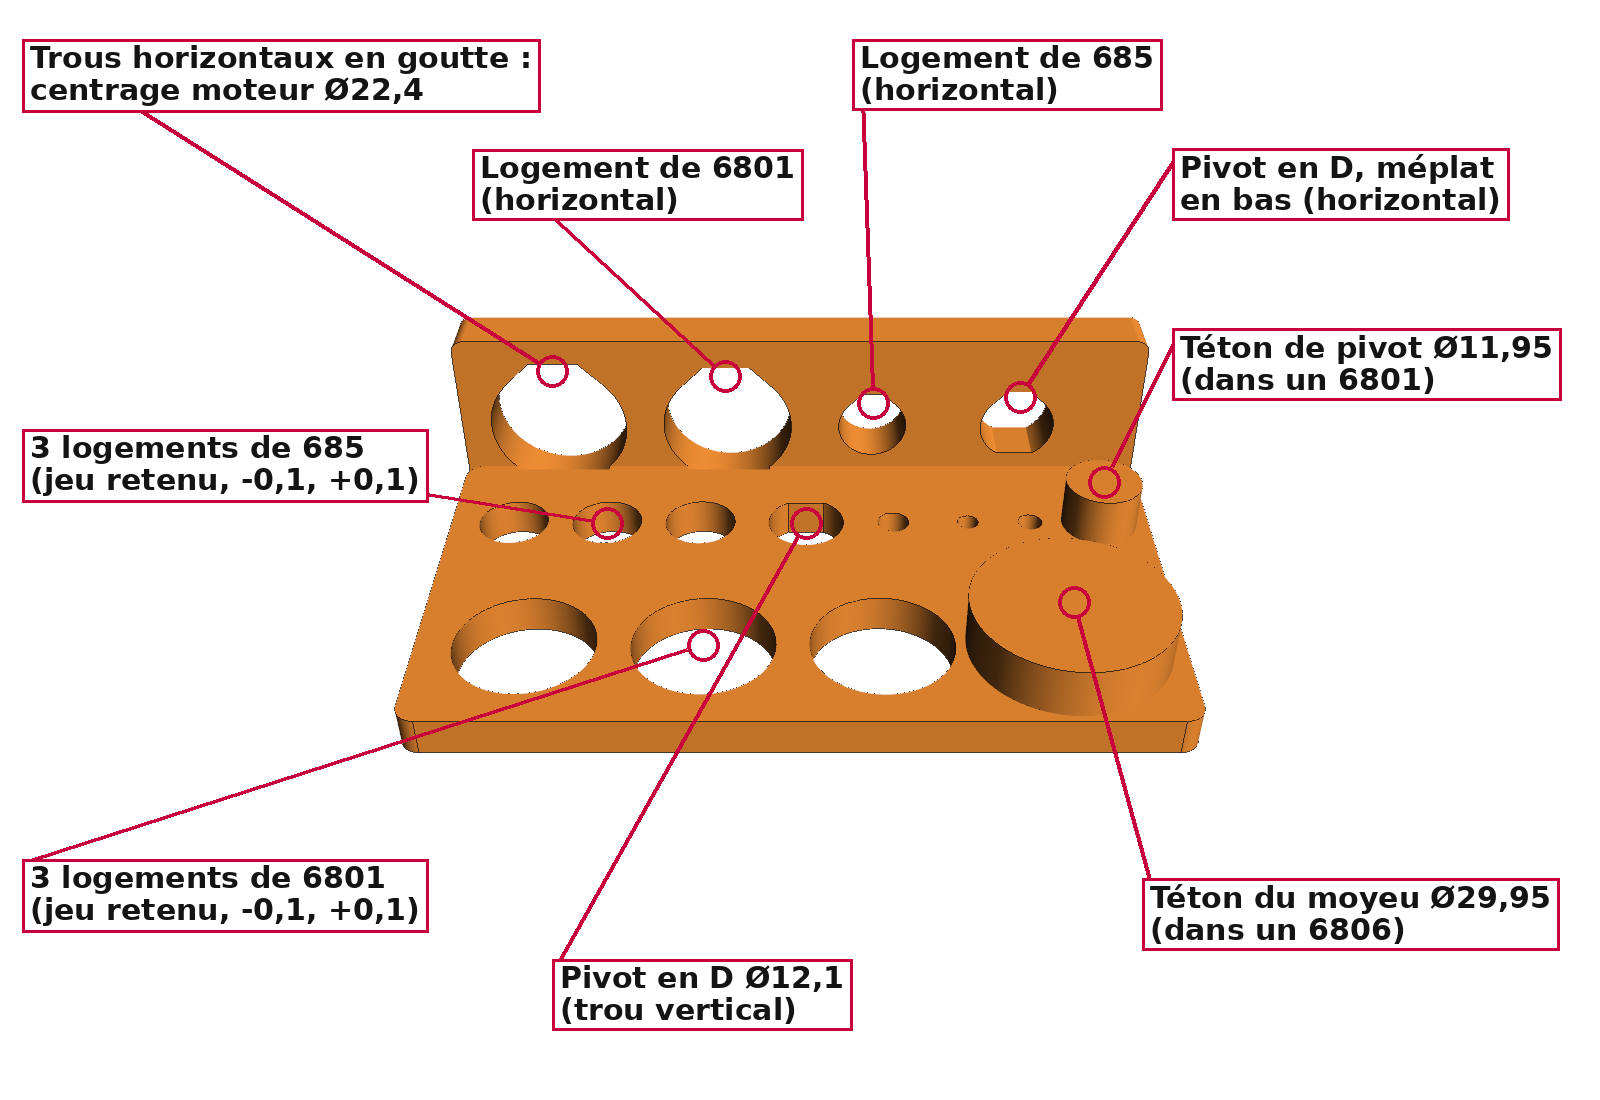 Trous horizontaux en goutte :
centrage moteur Ø22,4
Logement de 685
(horizontal)
Logement de 6801
(horizontal)
Pivot en D, méplat
en bas (horizontal)
Téton de pivot Ø11,95
(dans un 6801)
3 logements de 685
(jeu retenu, -0,1, +0,1)
3 logements de 6801
(jeu retenu, -0,1, +0,1)
Téton du moyeu Ø29,95
(dans un 6806)
Pivot en D Ø12,1
(trou vertical)